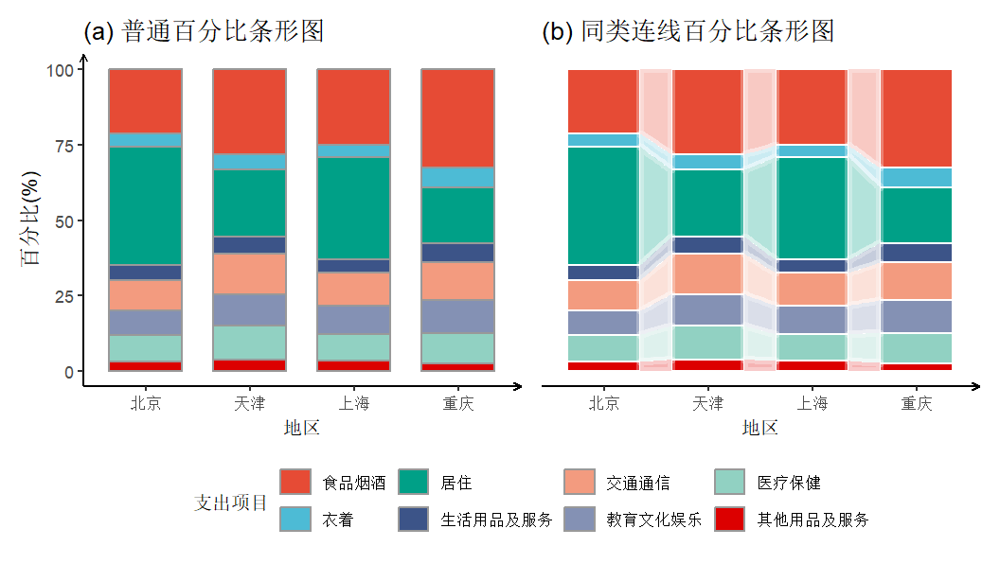 (a) 普通百分比条形图
(b) 同类连线百分比条形图
百分比(%)
100
75
50
25
0
北京 天津 上海 重庆
地区
北京 天津 上海 重庆
地区
支出项目
食品烟酒 居住 交通通信 医疗保健
衣着 生活用品及服务 教育文化娱乐 其他用品及服务